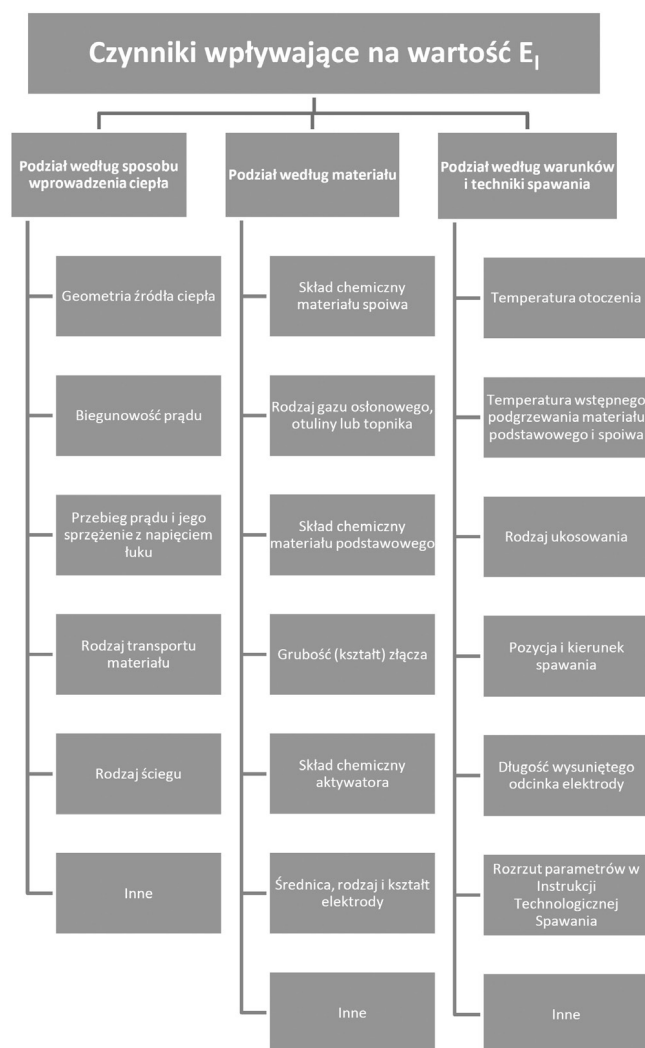 Czynniki wpływające na wartość E_l
Podział według sposobu
wprowadzenia ciepła
Geometria źródła ciepła
Biegunowość prądu
Przebieg prądu i jego
sprzężenie z napięciem
łuku
Rodzaj transportu
materiału
Rodzaj ściegu
Inne
Podział według materiału
Skład chemiczny
materiału spoiwa
Rodzaj gazu osłonowego,
otuliny lub topnika
Skład chemiczny
materiału podstawowego
Grubość (kształt) złącza
Skład chemiczny
aktywatora
Średnica, rodzaj i kształt
elektrody
Inne
Podział według warunków
i techniki spawania
Temperatura otoczenia
Temperatura wstępnego
podgrzewania materiału
podstawowego i spoiwa
Rodzaj ukosowania
Pozycja i kierunek
spawania
Długość wysuniętego
odcinka elektrody
Rozrzut parametrów w
Instrukcji
Technologicznej
Spawania
Inne